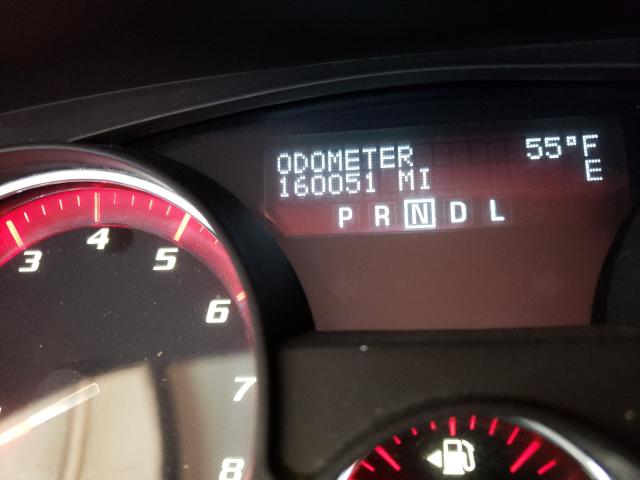 ODOMETER 55°F
160051 MI E
P R N D L
3 4 5 6 7 8